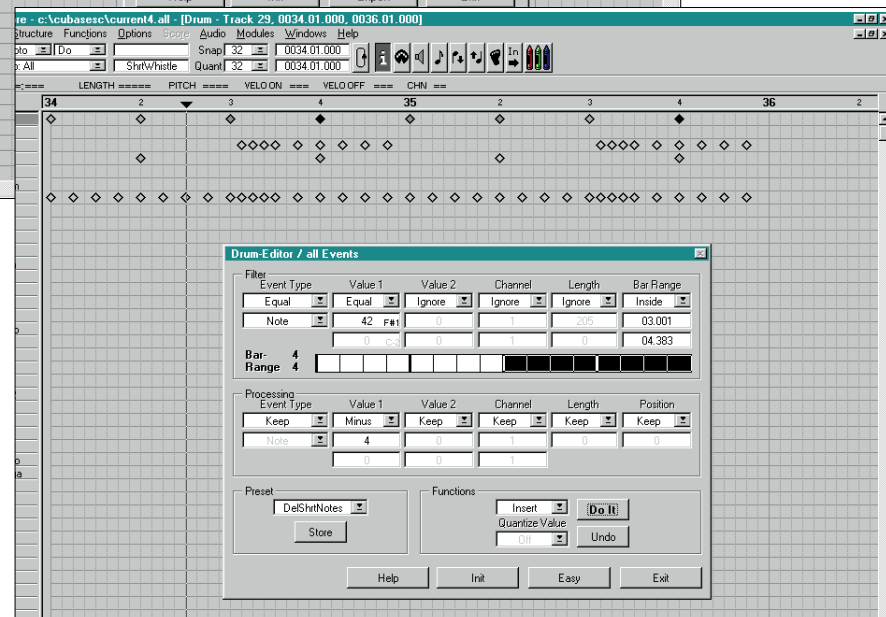 re - c:\cubasesc\current4.all - [Drum - Track 29, 0034.01.000, 0036.01.000]
Structure Functions Options Score Audio Modules Windows Help
oto Do Snap 32 0034.01.000 In
: All ShrtWhistle Quant 32 0034.01.000
LENGTH ===== PITCH ==== VELO ON === VELO OFF === CHN ==
34 2 3 4 35 2 3 4 36 2
Drum-Editor / all Events
Filter
Event Type Value 1 Value 2 Channel Length Bar Range
Equal Equal Ignore Ignore Ignore Inside
Note 42 F#1 0 1 205 03.001
0 C-2 0 1 0 04.383
Bar- 4
Range 4
Processing
Event Type Value 1 Value 2 Channel Length Position
Keep Minus Keep Keep Keep Keep
Note 4 0 1 0 0
0 0 1
Preset Functions
DelShrtNotes Insert Do It
Quantize Value
Store Off Undo
Help Init Easy Exit